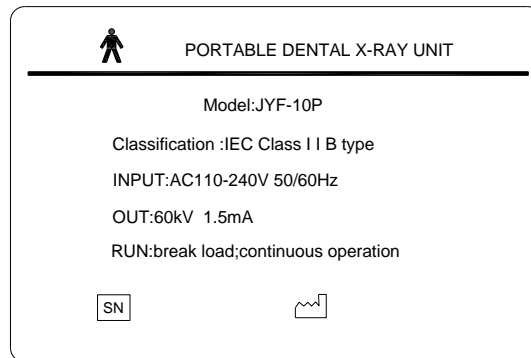 PORTABLE DENTAL X-RAY UNIT
Model:JYF-10P
Classification :IEC Class I I B type
INPUT:AC110-240V 50/60Hz
OUT:60kV 1.5mA
RUN:break load;continuous operation
SN